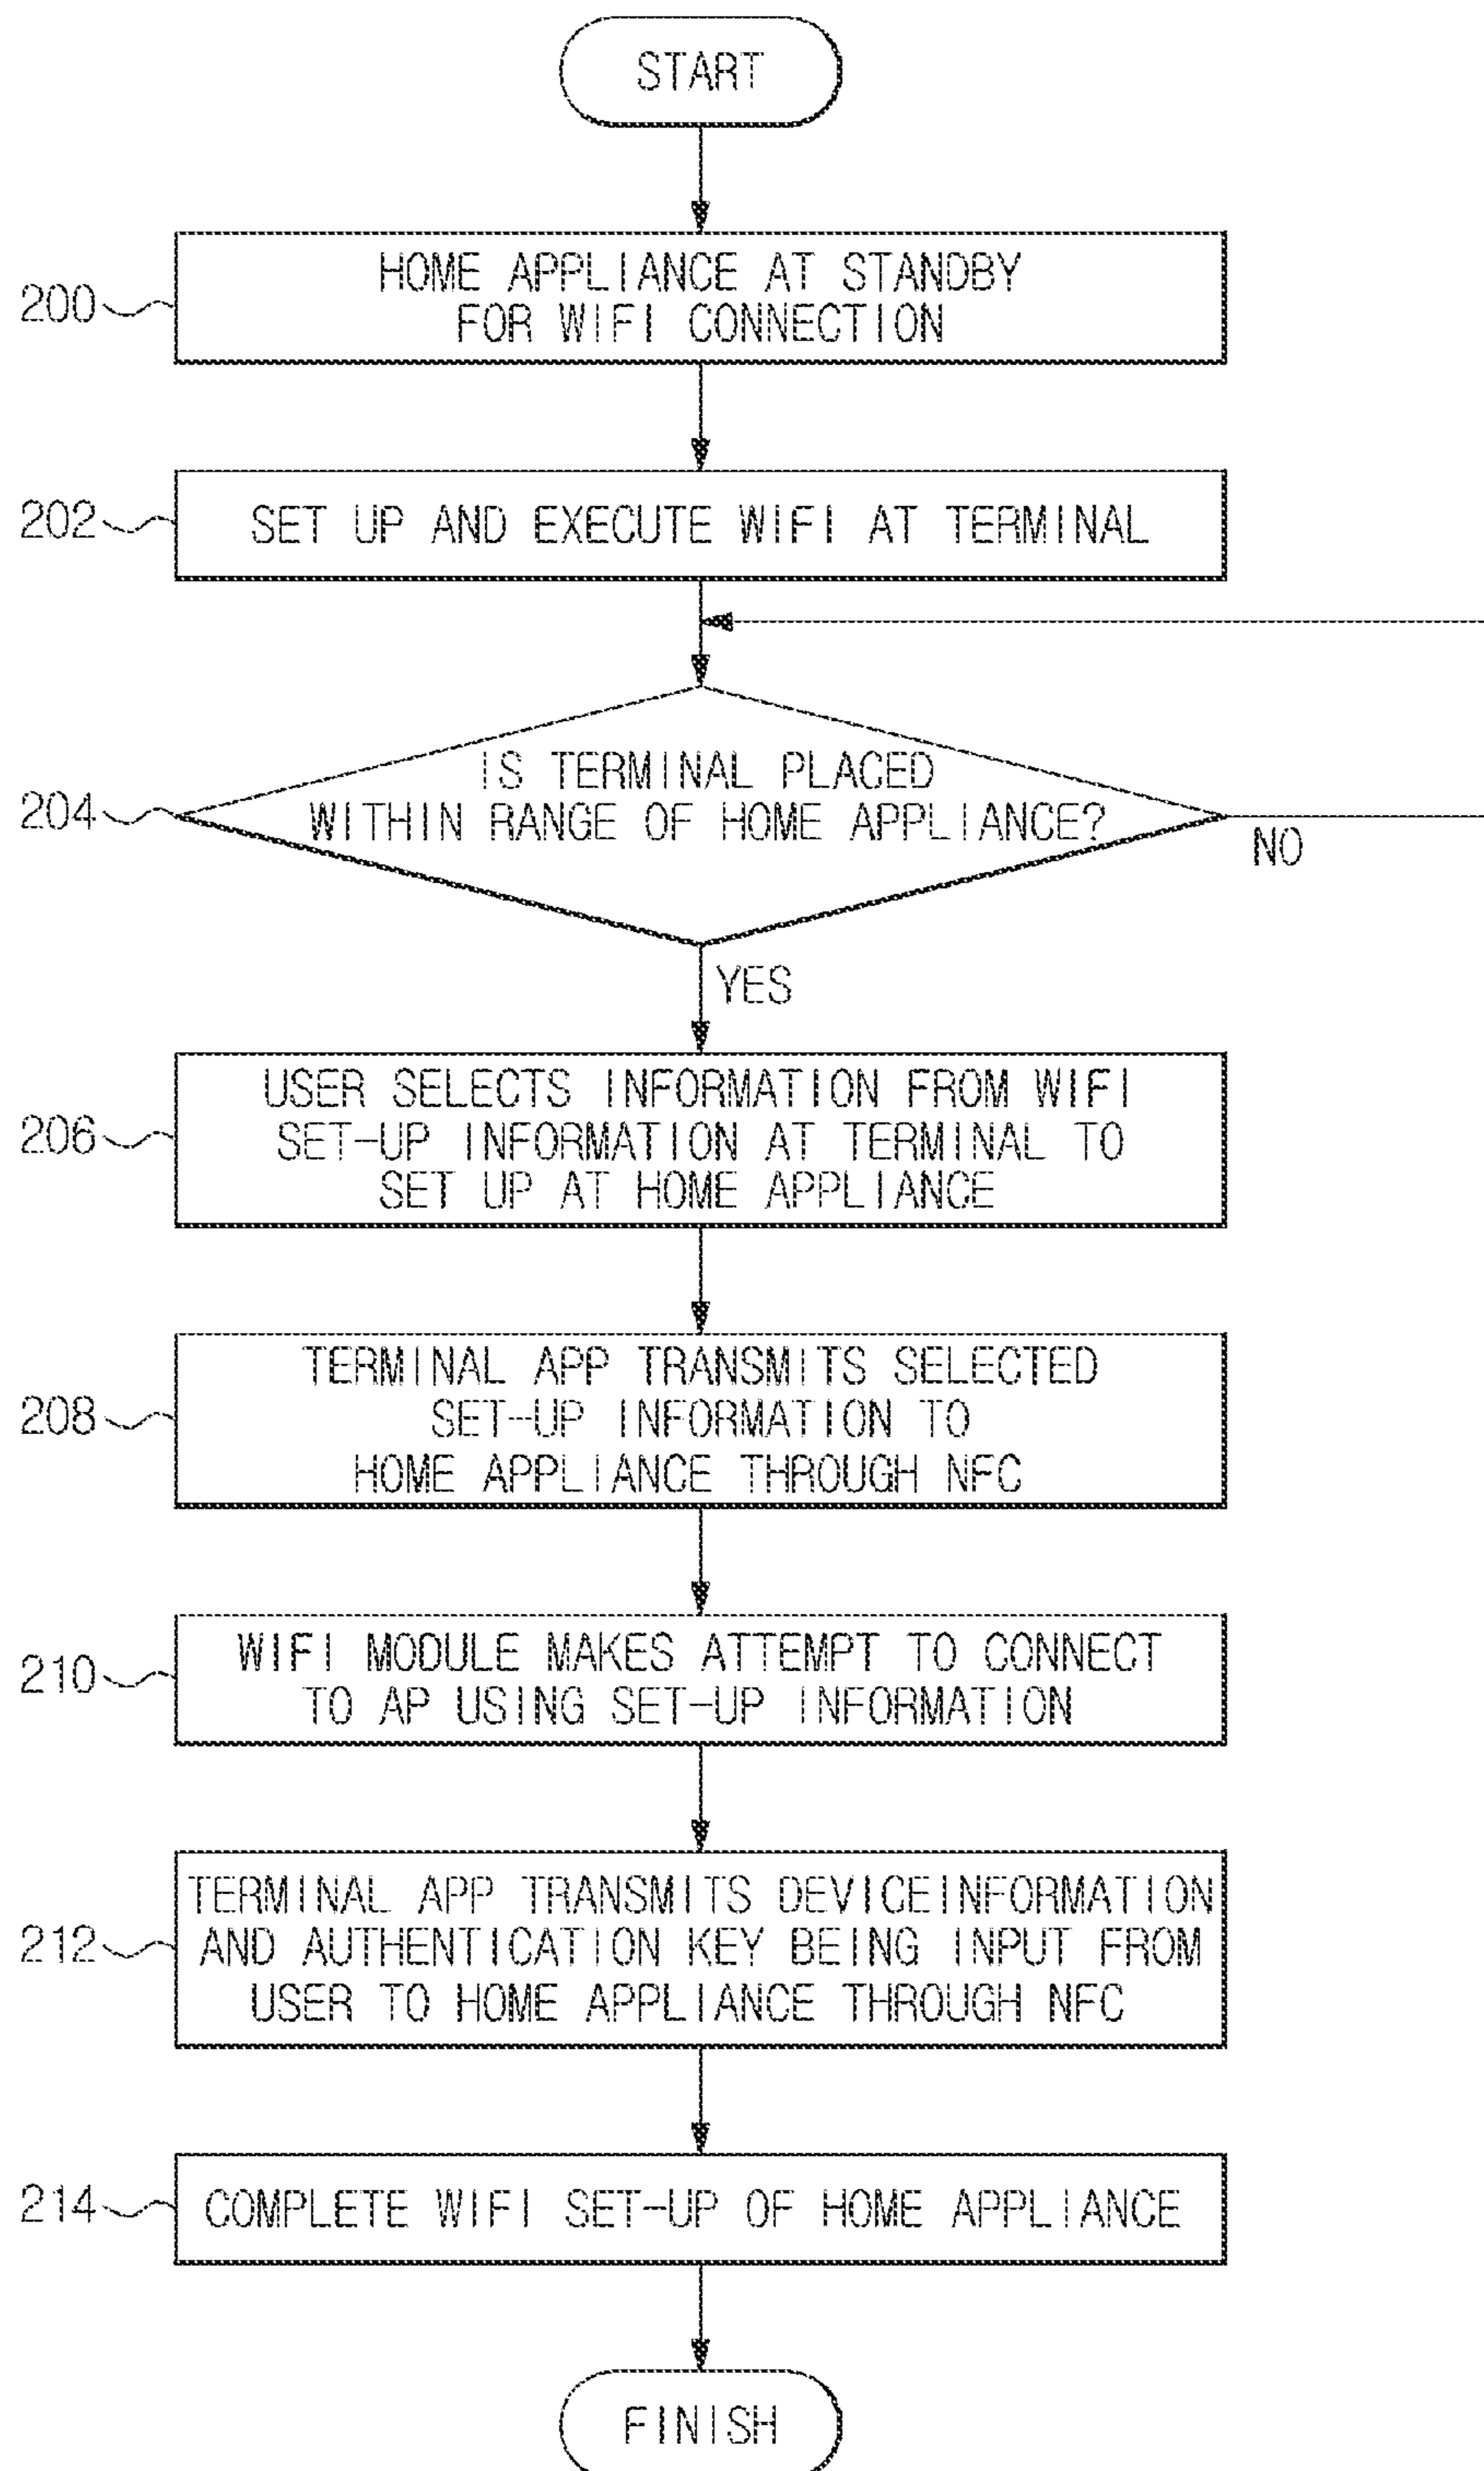 START
200
HOME APPLIANCE AT STANDBY
FOR WIFI CONNECTION
202
SET UP AND EXECUTE WIFI AT TERMINAL
204
IS TERMINAL PLACED
WITHIN RANGE OF HOME APPLIANCE?
NO
YES
206
USER SELECTS INFORMATION FROM WIFI
SET-UP INFORMATION AT TERMINAL TO
SET UP AT HOME APPLIANCE
208
TERMINAL APP TRANSMITS SELECTED
SET-UP INFORMATION TO
HOME APPLIANCE THROUGH NFC
210
WIFI MODULE MAKES ATTEMPT TO CONNECT
TO AP USING SET-UP INFORMATION
212
TERMINAL APP TRANSMITS DEVICEINFORMATION
AND AUTHENTICATION KEY BEING INPUT FROM
USER TO HOME APPLIANCE THROUGH NFC
214
COMPLETE WIFI SET-UP OF HOME APPLIANCE
FINISH